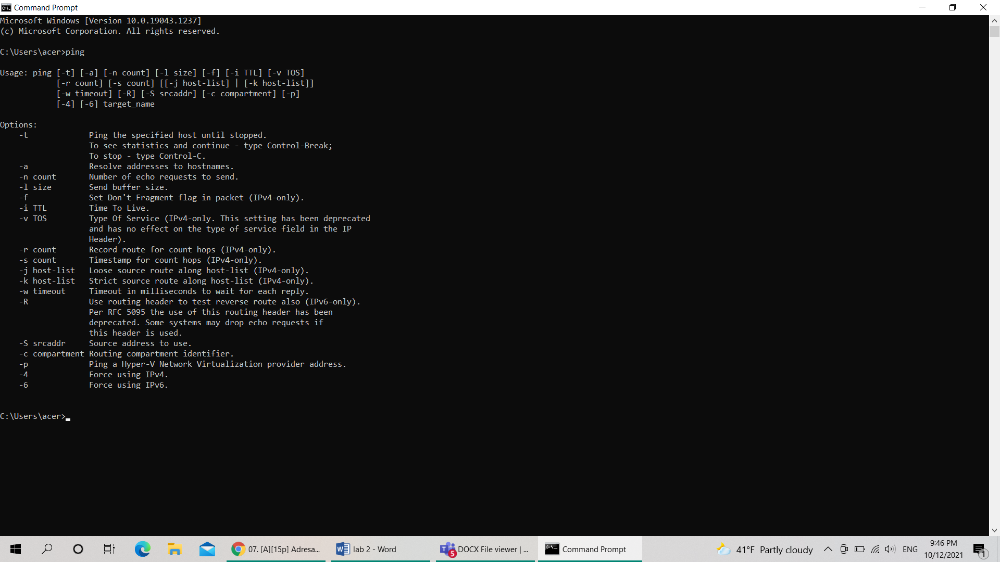 Command Prompt
Microsoft Windows [Version 10.0.19043.1237]
(c) Microsoft Corporation. All rights reserved.
C:\Users\acer>ping
Usage: ping [-t] [-a] [-n count] [-l size] [-f] [-i TTL] [-v TOS]
            [-r count] [-s count] [[-j host-list] | [-k host-list]]
            [-w timeout] [-R] [-S srcaddr] [-c compartment] [-p]
            [-4] [-6] target_name
Options:
    -t             Ping the specified host until stopped.
                   To see statistics and continue - type Control-Break;
                   To stop - type Control-C.
    -a             Resolve addresses to hostnames.
    -n count       Number of echo requests to send.
    -l size        Send buffer size.
    -f             Set Don't Fragment flag in packet (IPv4-only).
    -i TTL         Time To Live.
    -v TOS         Type Of Service (IPv4-only. This setting has been deprecated
                   and has no effect on the type of service field in the IP
                   Header).
    -r count       Record route for count hops (IPv4-only).
    -s count       Timestamp for count hops (IPv4-only).
    -j host-list   Loose source route along host-list (IPv4-only).
    -k host-list   Strict source route along host-list (IPv4-only).
    -w timeout     Timeout in milliseconds to wait for each reply.
    -R             Use routing header to test reverse route also (IPv6-only).
                   Per RFC 5095 the use of this routing header has been
                   deprecated. Some systems may drop echo requests if
                   this header is used.
    -S srcaddr     Source address to use.
    -c compartment Routing compartment identifier.
    -p             Ping a Hyper-V Network Virtualization provider address.
    -4             Force using IPv4.
    -6             Force using IPv6.
C:\Users\acer>
07. [A][15p] Adresa...
lab 2 - Word
5
DOCX File viewer | ...
Command Prompt
41°F Partly cloudy
ENG
9:46 PM
10/12/2021
1